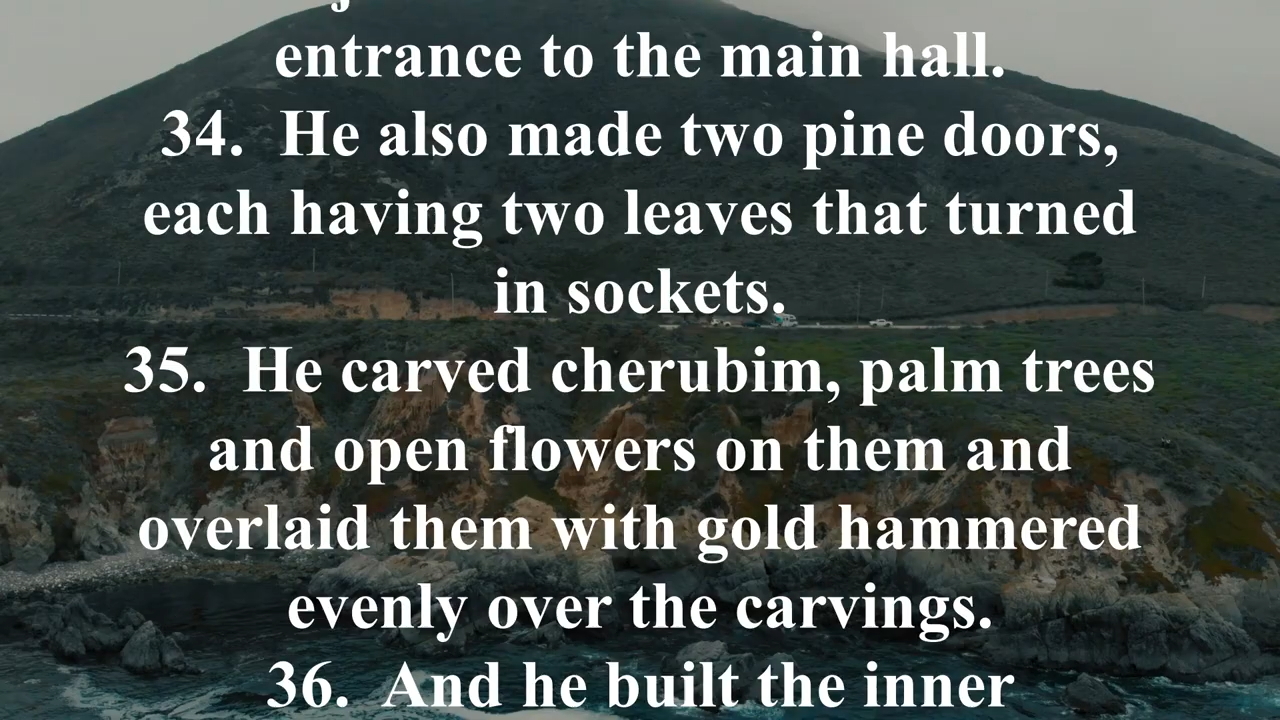 entrance to the main hall.
34. He also made two pine doors,
each having two leaves that turned
in sockets.
35. He carved cherubim, palm trees
and open flowers on them and
overlaid them with gold hammered
evenly over the carvings.
36. And he built the inner